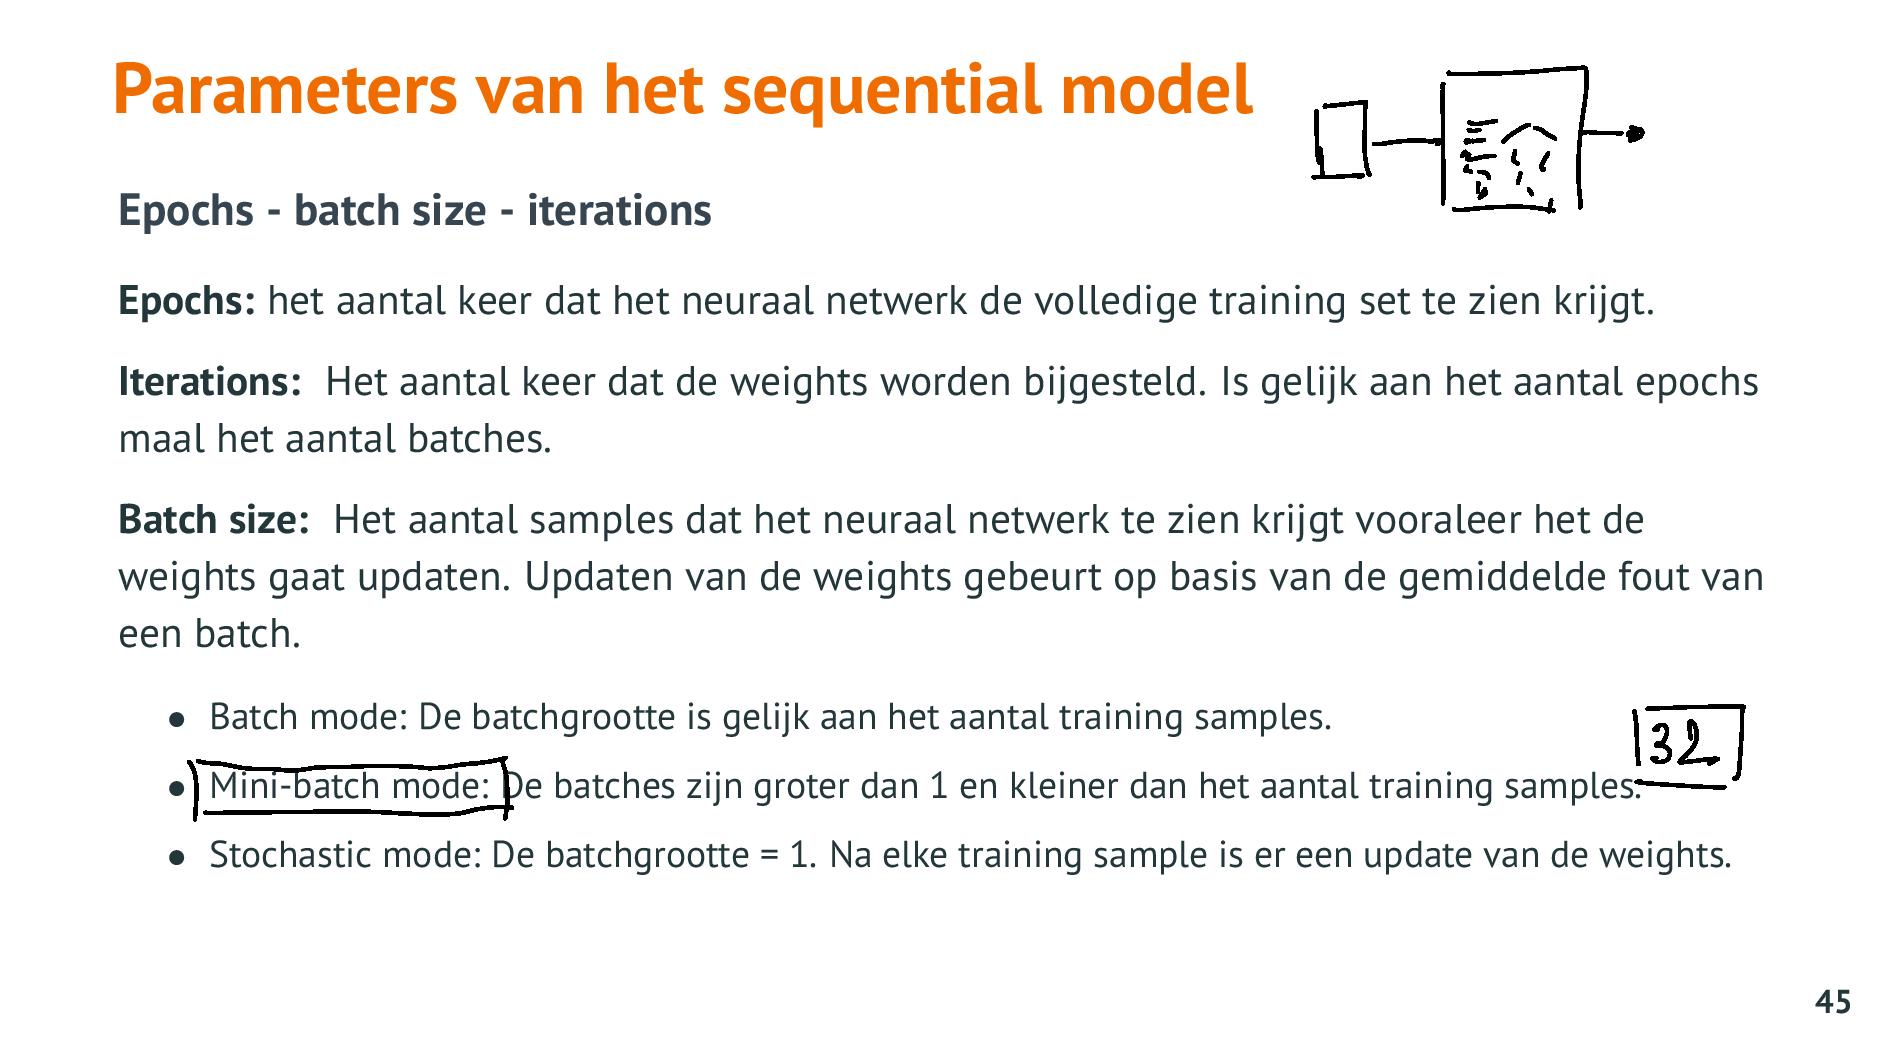 Parameters van het sequential model
Epochs - batch size - iterations
Epochs: het aantal keer dat het neuraal netwerk de volledige training set te zien krijgt.
Iterations: Het aantal keer dat de weights worden bijgesteld. Is gelijk aan het aantal epochs
maal het aantal batches.
Batch size: Het aantal samples dat het neuraal netwerk te zien krijgt vooraleer het de
weights gaat updaten. Updaten van de weights gebeurt op basis van de gemiddelde fout van
een batch.
• Batch mode: De batchgrootte is gelijk aan het aantal training samples.
32
• Mini-batch mode: De batches zijn groter dan 1 en kleiner dan het aantal training samples.
• Stochastic mode: De batchgrootte = 1. Na elke training sample is er een update van de weights.
45